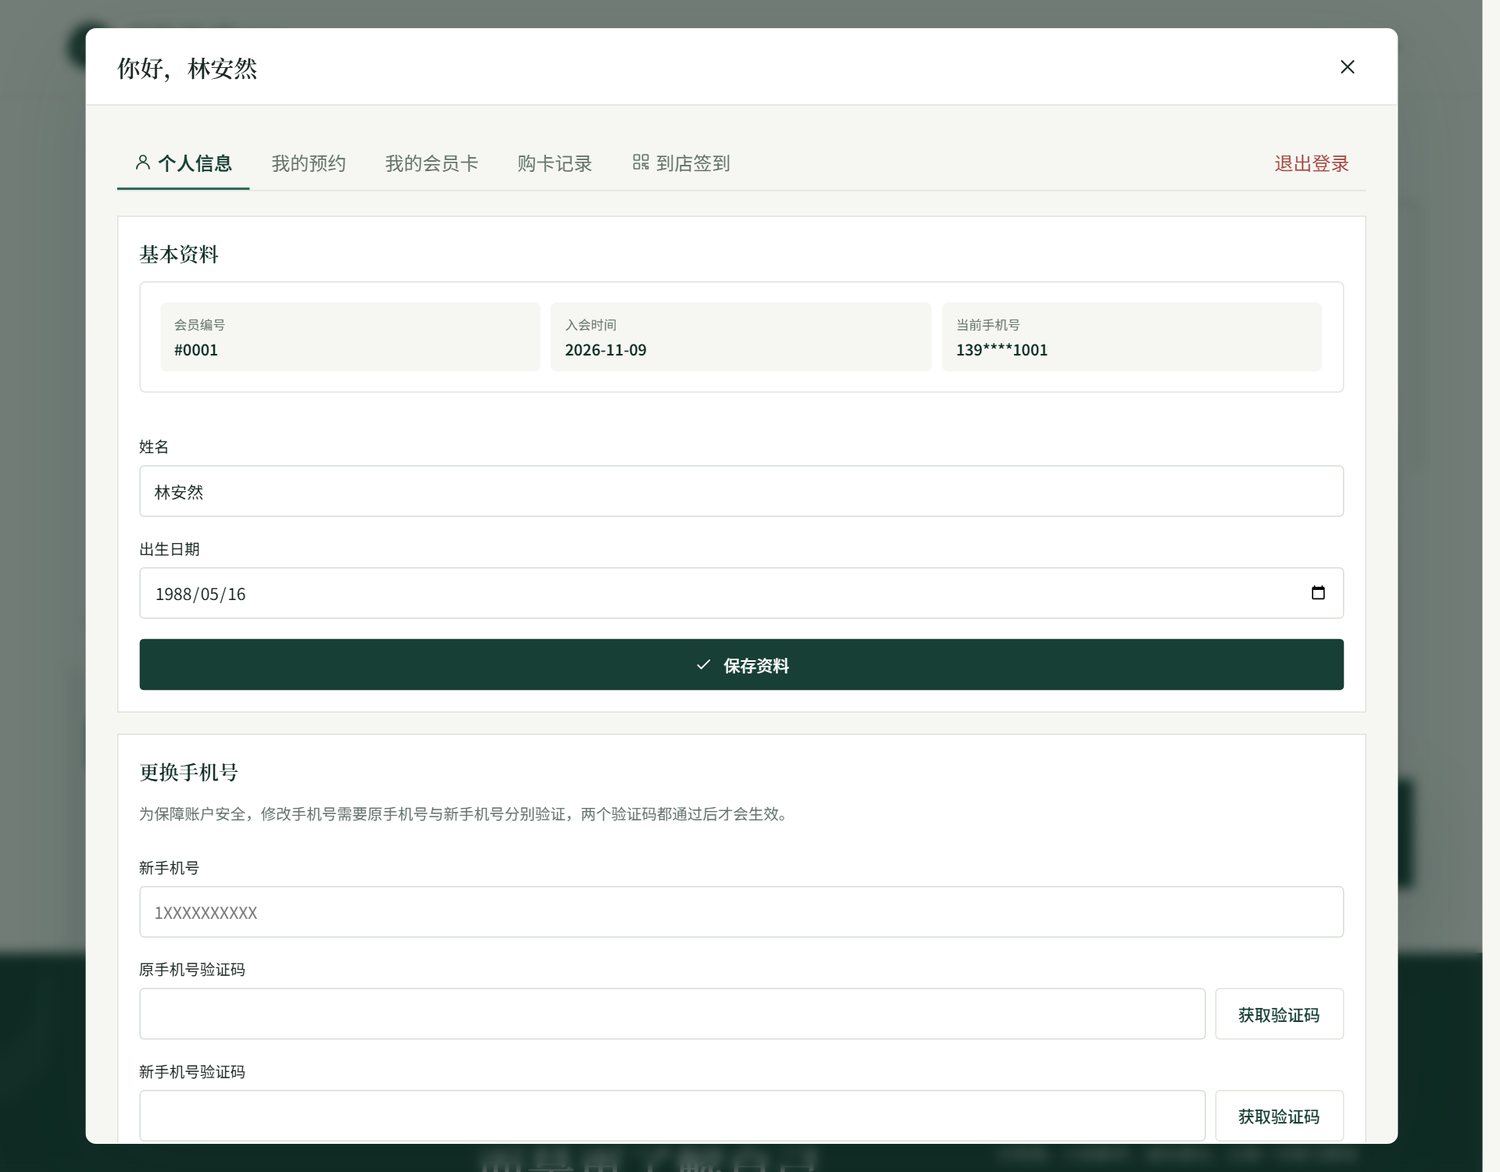 你好，林安然
个人信息
我的预约
我的会员卡
购卡记录
到店签到
退出登录
基本资料
会员编号
#0001
入会时间
2026-11-09
当前手机号
139****1001
姓名
林安然
出生日期
1988/05/16
保存资料
更换手机号
为保障账户安全，修改手机号需要原手机号与新手机号分别验证，两个验证码都通过后才会生效。
新手机号
1XXXXXXXXXX
原手机号验证码
获取验证码
新手机号验证码
获取验证码